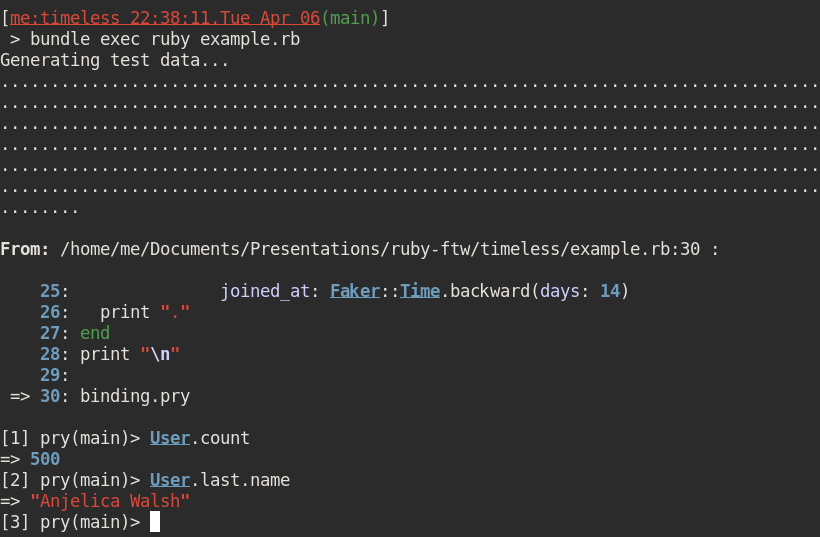 [me:timeless 22:38:11.Tue Apr 06(main)]
 > bundle exec ruby example.rb
Generating test data...
..................................................................................
..................................................................................
..................................................................................
..................................................................................
..................................................................................
..................................................................................
........
From: /home/me/Documents/Presentations/ruby-ftw/timeless/example.rb:30 :
    25:               joined_at: Faker::Time.backward(days: 14)
    26:   print "."
    27: end
    28: print "\n"
    29:
 => 30: binding.pry
[1] pry(main)> User.count
=> 500
[2] pry(main)> User.last.name
=> "Anjelica Walsh"
[3] pry(main)>